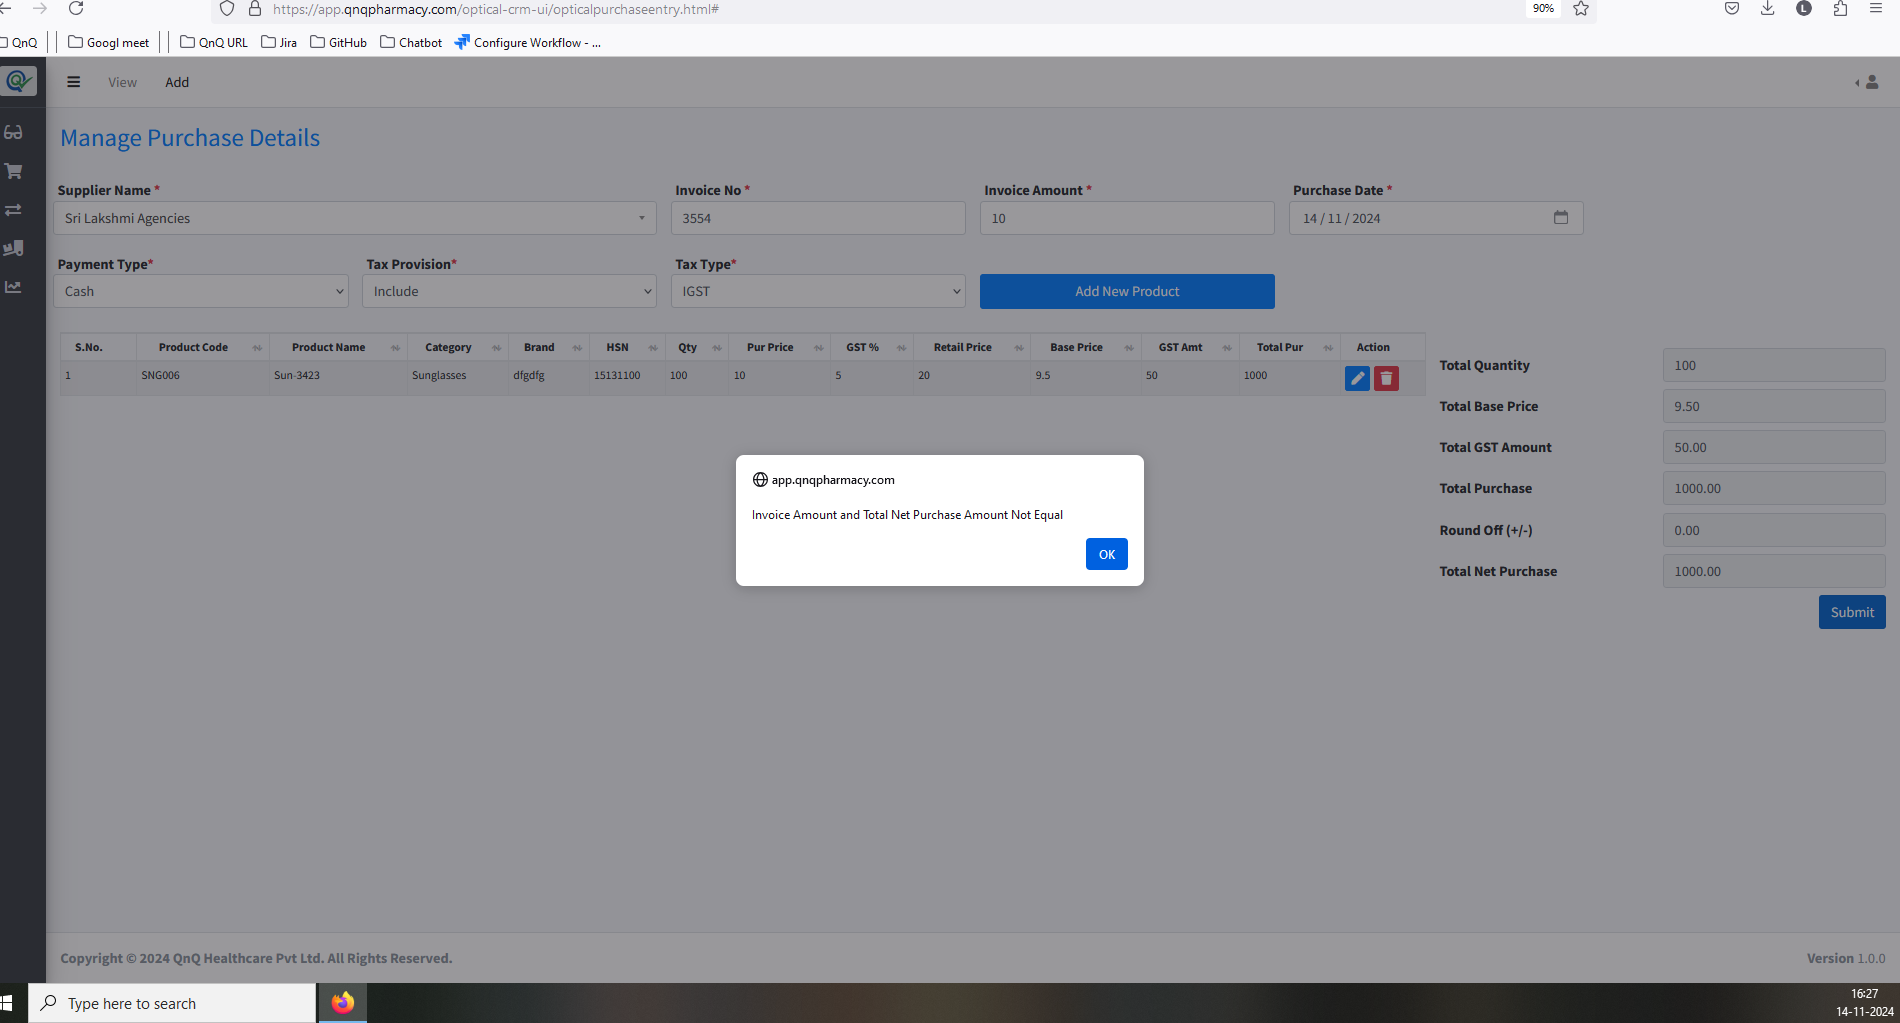 https://app.qnqpharmacy.com/optical-crm-ui/opticalpurchaseentry.html#
90%
L
QnQ
Googl meet
QnQ URL
Jira
GitHub
Chatbot
Configure Workflow - ...
View
Add
Manage Purchase Details
Supplier Name *
Invoice No *
Invoice Amount *
Purchase Date *
Sri Lakshmi Agencies
3554
10
14 / 11 / 2024
Payment Type*
Tax Provision*
Tax Type*
Cash
Include
IGST
Add New Product
S.No. Product Code Product Name Category Brand HSN Qty Pur Price GST % Retail Price Base Price GST Amt Total Pur Action
1 SNG006 Sun-3423 Sunglasses dfgdfg 15131100 100 10 5 20 9.5 50 1000
Total Quantity 100
Total Base Price 9.50
Total GST Amount 50.00
Total Purchase 1000.00
Round Off (+/-) 0.00
Total Net Purchase 1000.00
Submit
app.qnqpharmacy.com
Invoice Amount and Total Net Purchase Amount Not Equal
OK
Copyright © 2024 QnQ Healthcare Pvt Ltd. All Rights Reserved.
Version 1.0.0
Type here to search
16:27
14-11-2024